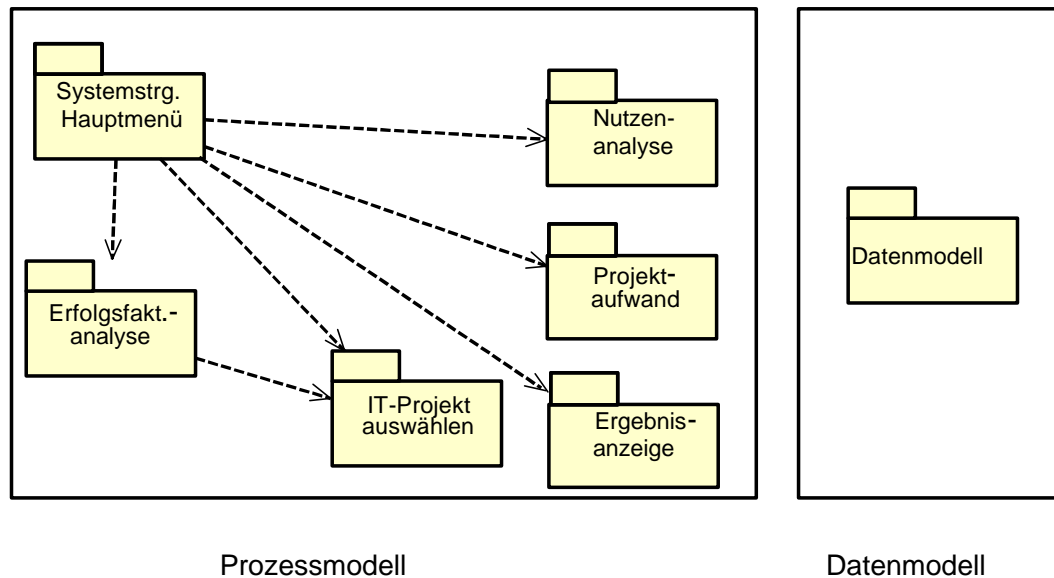 Systemstrg.
Hauptmenü
Nutzen-
analyse
Datenmodell
Projekt-
aufwand
Erfolgsfakt.-
analyse
IT-Projekt
auswählen
Ergebnis-
anzeige
Prozessmodell
Datenmodell